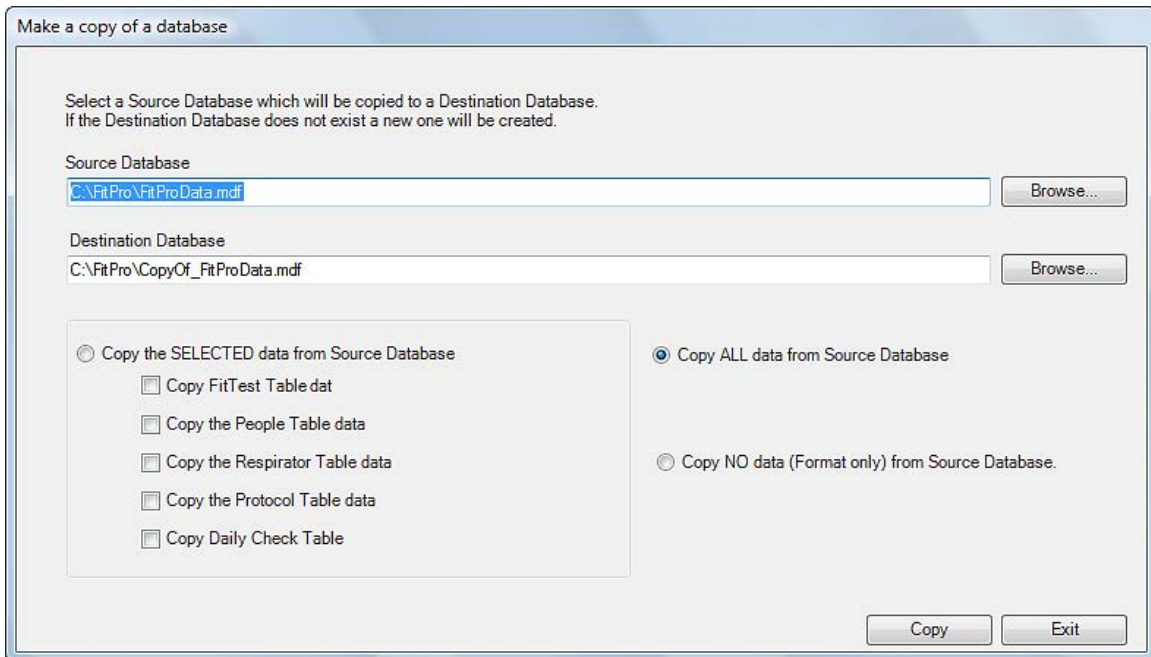 Make a copy of a database
Select a Source Database which will be copied to a Destination Database.
If the Destination Database does not exist a new one will be created.
Source Database
C:\FitPro\FitProData.mdf
Browse...
Destination Database
C:\FitPro\CopyOf_FitProData.mdf
Browse...
Copy the SELECTED data from Source Database
Copy FitTest Table dat
Copy the People Table data
Copy the Respirator Table data
Copy the Protocol Table data
Copy Daily Check Table
Copy ALL data from Source Database
Copy NO data (Format only) from Source Database.
Copy
Exit